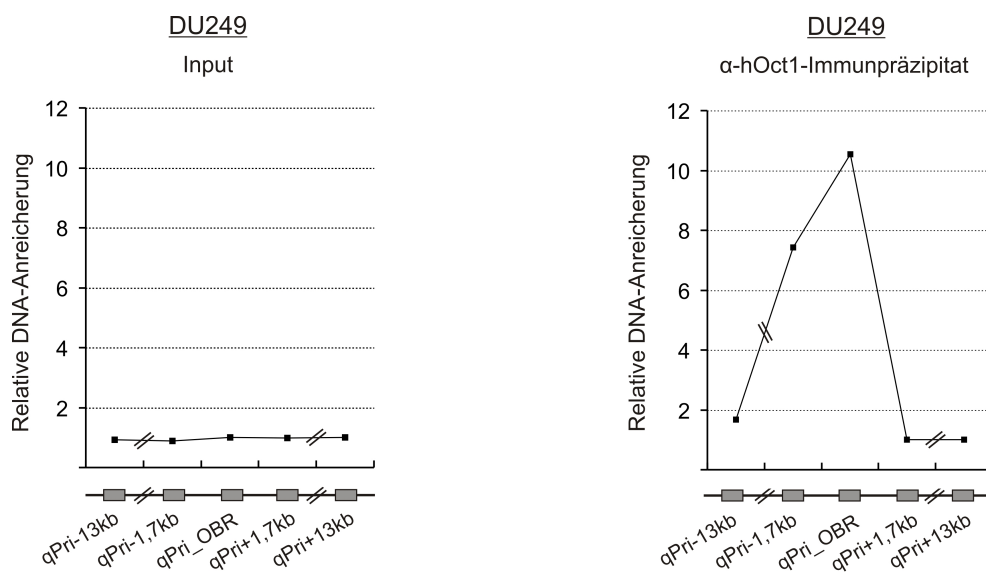 DU249
Input
Relative DNA-Anreicherung
12
10
8
6
4
2
qPri-13kb
qPri-1,7kb
qPri_OBR
qPri+1,7kb
qPri+13kb
DU249
α-hOct1-Immunpräzipitat
Relative DNA-Anreicherung
12
10
8
6
4
2
qPri-13kb
qPri-1,7kb
qPri_OBR
qPri+1,7kb
qPri+13kb